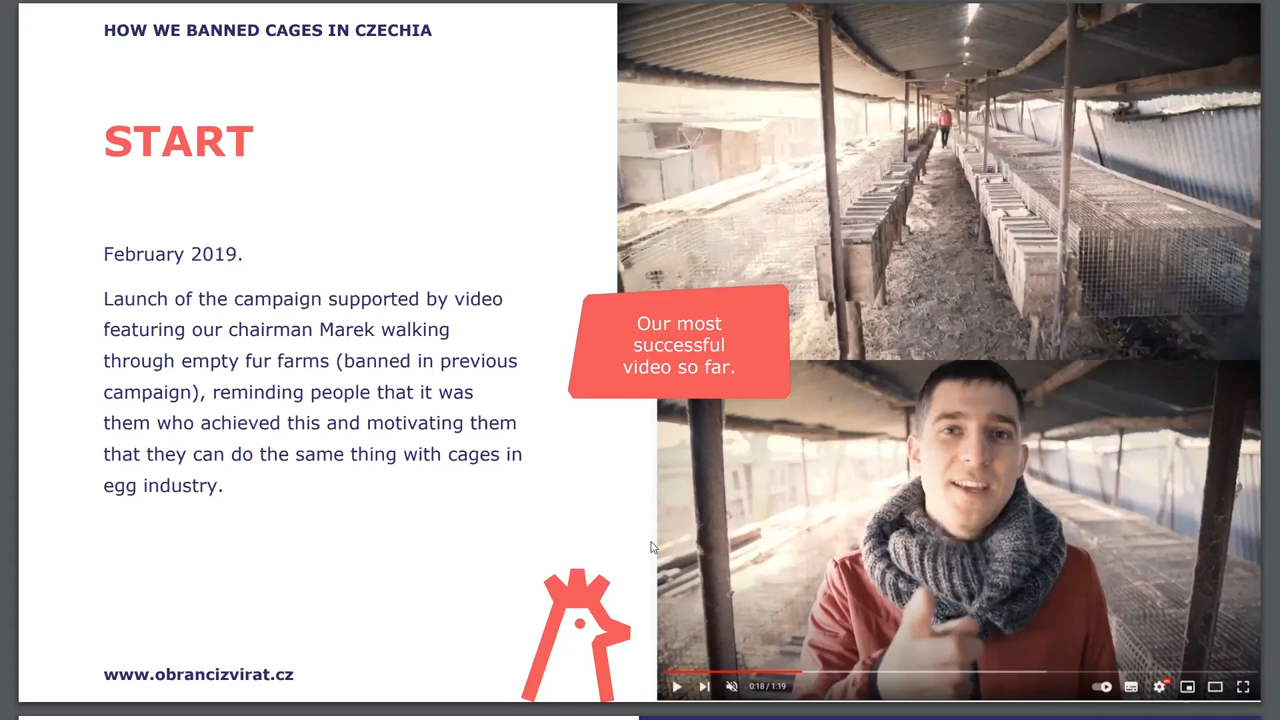 HOW WE BANNED CAGES IN CZECHIA
START
February 2019.
Launch of the campaign supported by video
featuring our chairman Marek walking
through empty fur farms (banned in previous
campaign), reminding people that it was
them who achieved this and motivating them
that they can do the same thing with cages in
egg industry.
Our most
successful
video so far.
www.obrancizvirat.cz
0:18 / 1:19